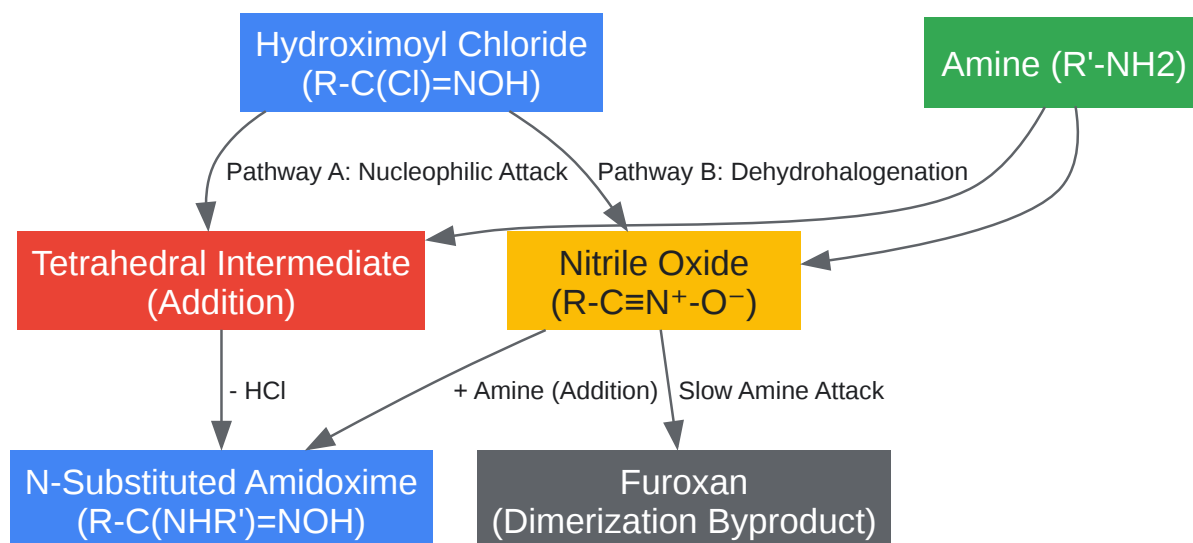 Hydroximoyl Chloride
(R-C(Cl)=NOH)
Amine (R'-NH2)
Pathway A: Nucleophilic Attack
Pathway B: Dehydrohalogenation
Tetrahedral Intermediate
(Addition)
Nitrile Oxide
(R-C≡N⁺-O⁻)
- HCl
+ Amine (Addition)
Slow Amine Attack
N-Substituted Amidoxime
(R-C(NHR')=NOH)
Furoxan
(Dimerization Byproduct)